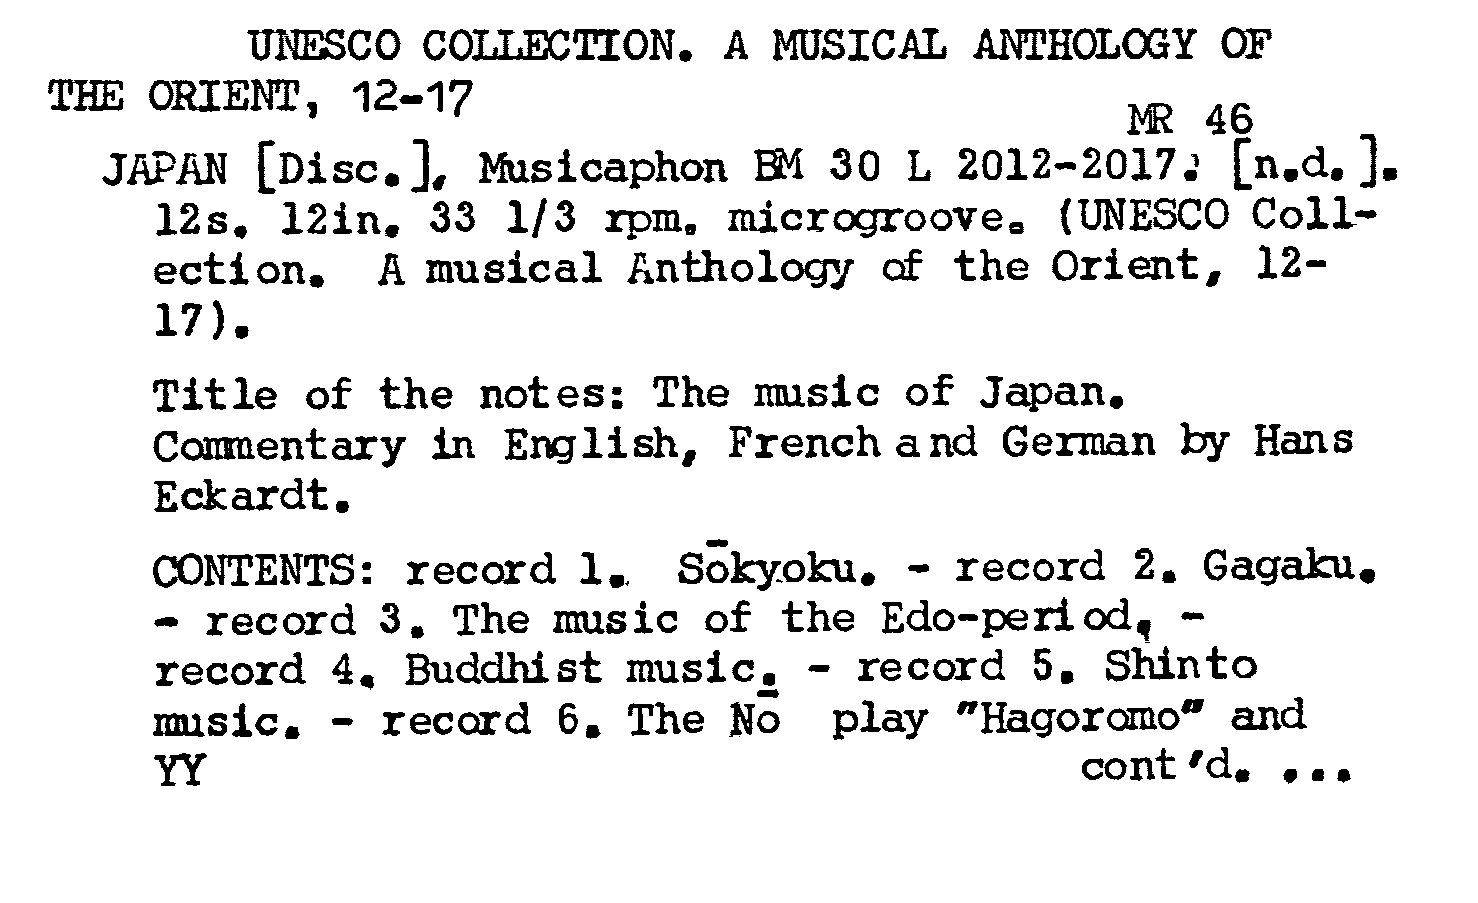 UNESCO COLLECTION. A MUSICAL ANTHOLOGY OF
THE ORIENT, 12-17
MR 46
JAPAN [Disc.], Musicaphon BM 30 L 2012-2017. [n.d.].
12s. 12in. 33 1/3 rpm. microgroove. (UNESCO Coll-
ection. A musical Anthology of the Orient, 12-
17).
Title of the notes: The music of Japan.
Commentary in English, French and German by Hans
Eckardt.
CONTENTS: record 1. Sōkyoku. - record 2. Gagaku.
- record 3. The music of the Edo-period, -
record 4. Buddhist music. - record 5. Shinto
music. - record 6. The Nō play "Hagoromo" and
YY cont'd. ...